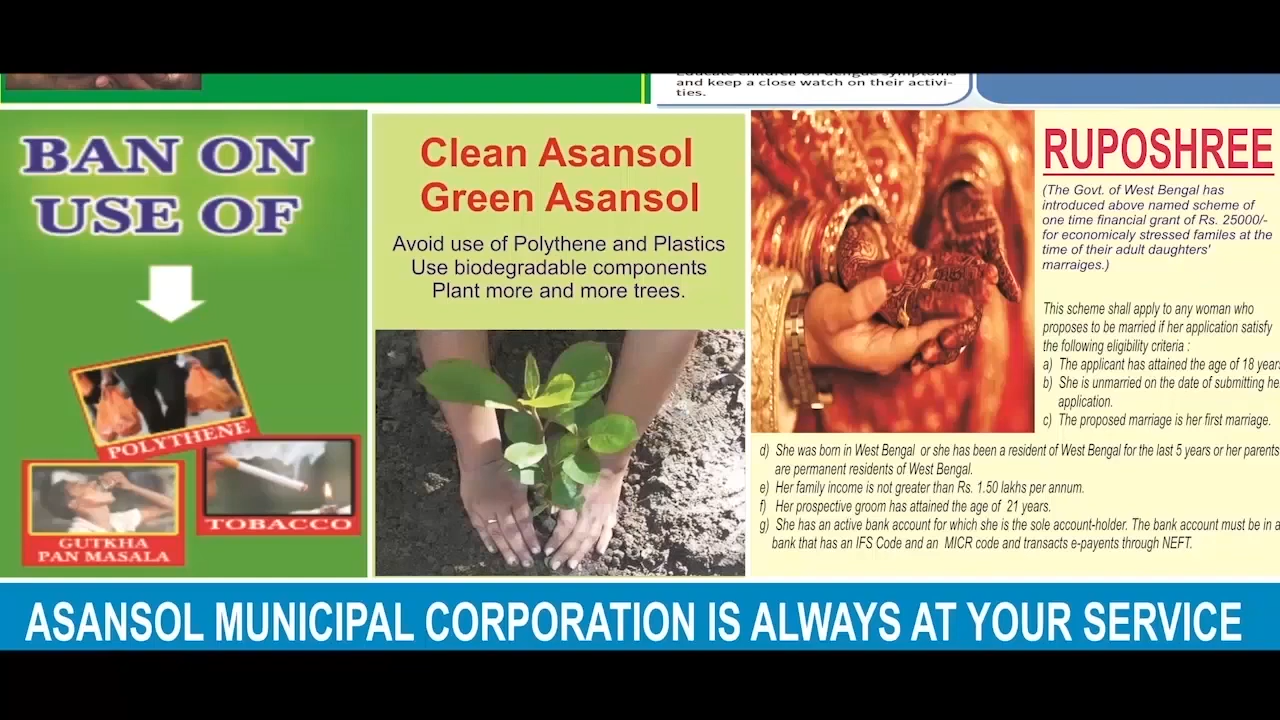 Educate children on dengue symptoms
and keep a close watch on their activi-
ties.
BAN ON
USE OF
POLYTHENE
TOBACCO
GUTKHA
PAN MASALA
Clean Asansol
Green Asansol
Avoid use of Polythene and Plastics
Use biodegradable components
Plant more and more trees.
RUPOSHREE
(The Govt. of West Bengal has
introduced above named scheme of
one time financial grant of Rs. 25000/-
for economicaly stressed familes at the
time of their adult daughters'
marraiges.)
This scheme shall apply to any woman who
proposes to be married if her application satisfy
the following eligibility criteria :
a) The applicant has attained the age of 18 years
b) She is unmarried on the date of submitting he
application.
c) The proposed marriage is her first marriage.
d) She was born in West Bengal or she has been a resident of West Bengal for the last 5 years or her parents
are permanent residents of West Bengal.
e) Her family income is not greater than Rs. 1.50 lakhs per annum.
f) Her prospective groom has attained the age of 21 years.
g) She has an active bank account for which she is the sole account-holder. The bank account must be in a
bank that has an IFS Code and an MICR code and transacts e-payents through NEFT.
ASANSOL MUNICIPAL CORPORATION IS ALWAYS AT YOUR SERVICE